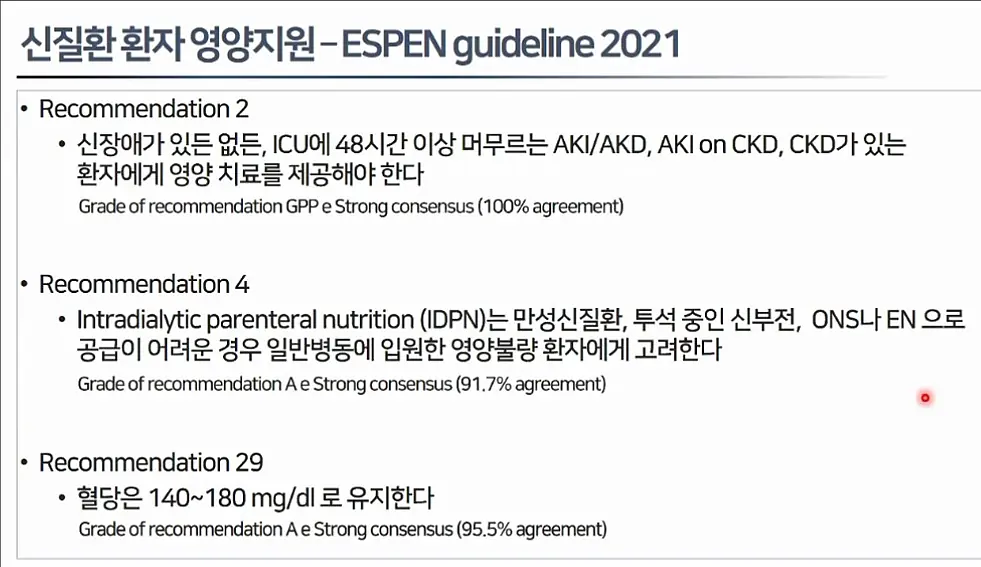 신질환 환자 영양지원 – ESPEN guideline 2021
• Recommendation 2
• 신장애가 있든 없든, ICU에 48시간 이상 머무르는 AKI/AKD, AKI on CKD, CKD가 있는
환자에게 영양 치료를 제공해야 한다
Grade of recommendation GPP e Strong consensus (100% agreement)
• Recommendation 4
• Intradialytic parenteral nutrition (IDPN)는 만성신질환, 투석 중인 신부전, ONS나 EN 으로
공급이 어려운 경우 일반병동에 입원한 영양불량 환자에게 고려한다
Grade of recommendation A e Strong consensus (91.7% agreement)
• Recommendation 29
• 혈당은 140~180 mg/dl 로 유지한다
Grade of recommendation A e Strong consensus (95.5% agreement)